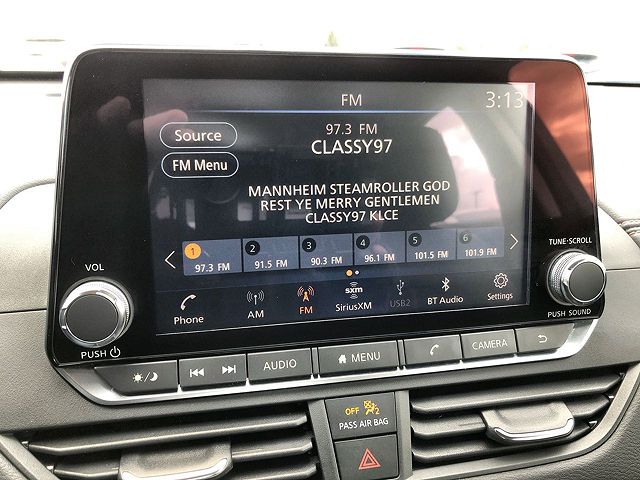 FM
3:13
Source
97.3 FM
CLASSY97
FM Menu
MANNHEIM STEAMROLLER GOD
REST YE MERRY GENTLEMEN
CLASSY97 KLCE
1 2 3 4 5 6
97.3 FM 91.5 FM 90.3 FM 96.1 FM 101.5 FM 101.9 FM
Phone AM FM sxm SiriusXM USB2 BT Audio Settings
VOL
PUSH
TUNE·SCROLL
PUSH SOUND
AUDIO MENU CAMERA
OFF 2
PASS AIR BAG